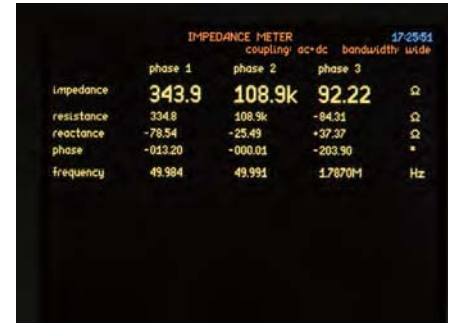 IMPEDANCE METER 17:25:51
coupling: ac+dc bandwidth: wide
phase 1 phase 2 phase 3
impedance 343.9 108.9k 92.22 Ω
resistance 334.8 108.9k -84.31 Ω
reactance -78.54 -25.49 +37.37 Ω
phase -013.20 -000.01 -203.90 °
frequency 49.984 49.991 1.7870M Hz